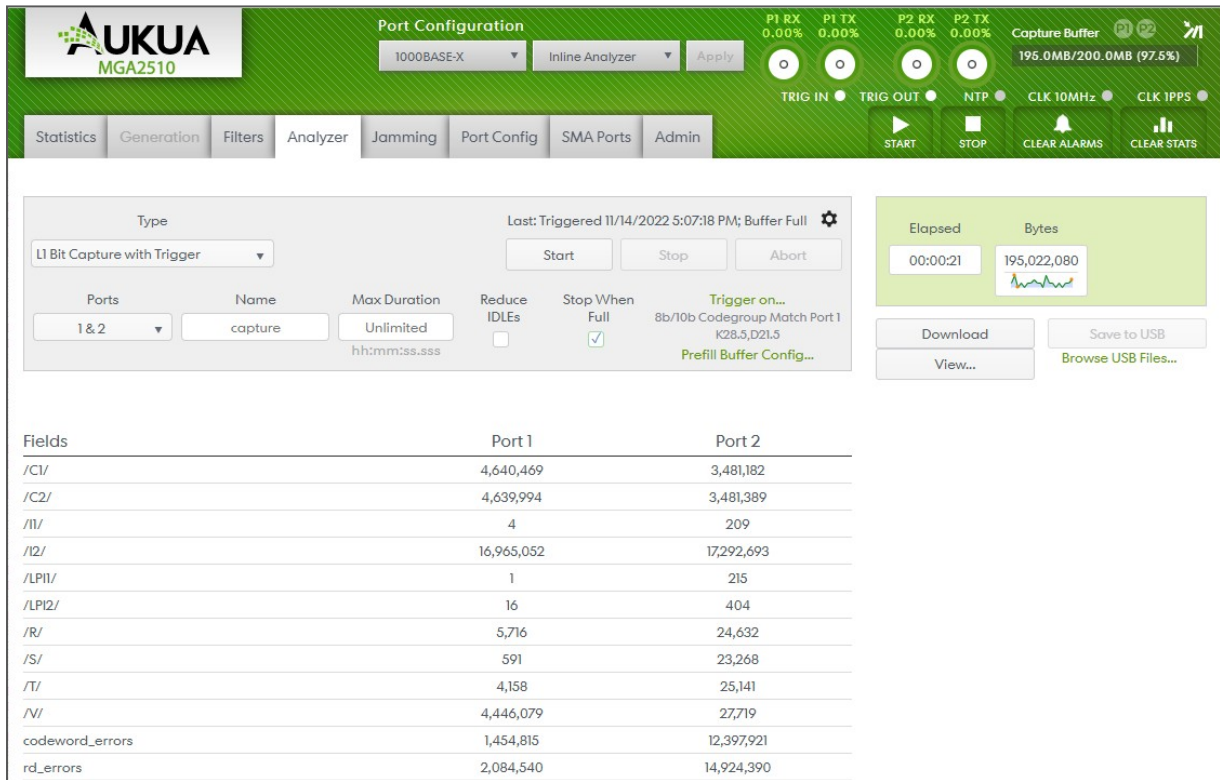 AUKUA
MGA2510
Port Configuration
1000BASE-X Inline Analyzer Apply
P1 RX P1 TX P2 RX P2 TX
0.00% 0.00% 0.00% 0.00%
Capture Buffer P1 P2
195.0MB/200.0MB (97.5%)
TRIG IN TRIG OUT NTP CLK 10MHz CLK 1PPS
Statistics Generation Filters Analyzer Jamming Port Config SMA Ports Admin
START STOP CLEAR ALARMS CLEAR STATS
Type
L1 Bit Capture with Trigger
Last: Triggered 11/14/2022 5:07:18 PM; Buffer Full
Start Stop Abort
Ports Name Max Duration Reduce IDLEs Stop When Full
1 & 2 capture Unlimited
hh:mm:ss.sss
Trigger on...
8b/10b Codegroup Match Port 1
K28.5,D21.5
Prefill Buffer Config...
Elapsed Bytes
00:00:21 195,022,080
Download Save to USB
View... Browse USB Files...
Fields Port 1 Port 2
/C1/ 4,640,469 3,481,182
/C2/ 4,639,994 3,481,389
/I1/ 4 209
/I2/ 16,965,052 17,292,693
/LPI1/ 1 215
/LPI2/ 16 404
/R/ 5,716 24,632
/S/ 591 23,268
/T/ 4,158 25,141
/V/ 4,446,079 27,719
codeword_errors 1,454,815 12,397,921
rd_errors 2,084,540 14,924,390